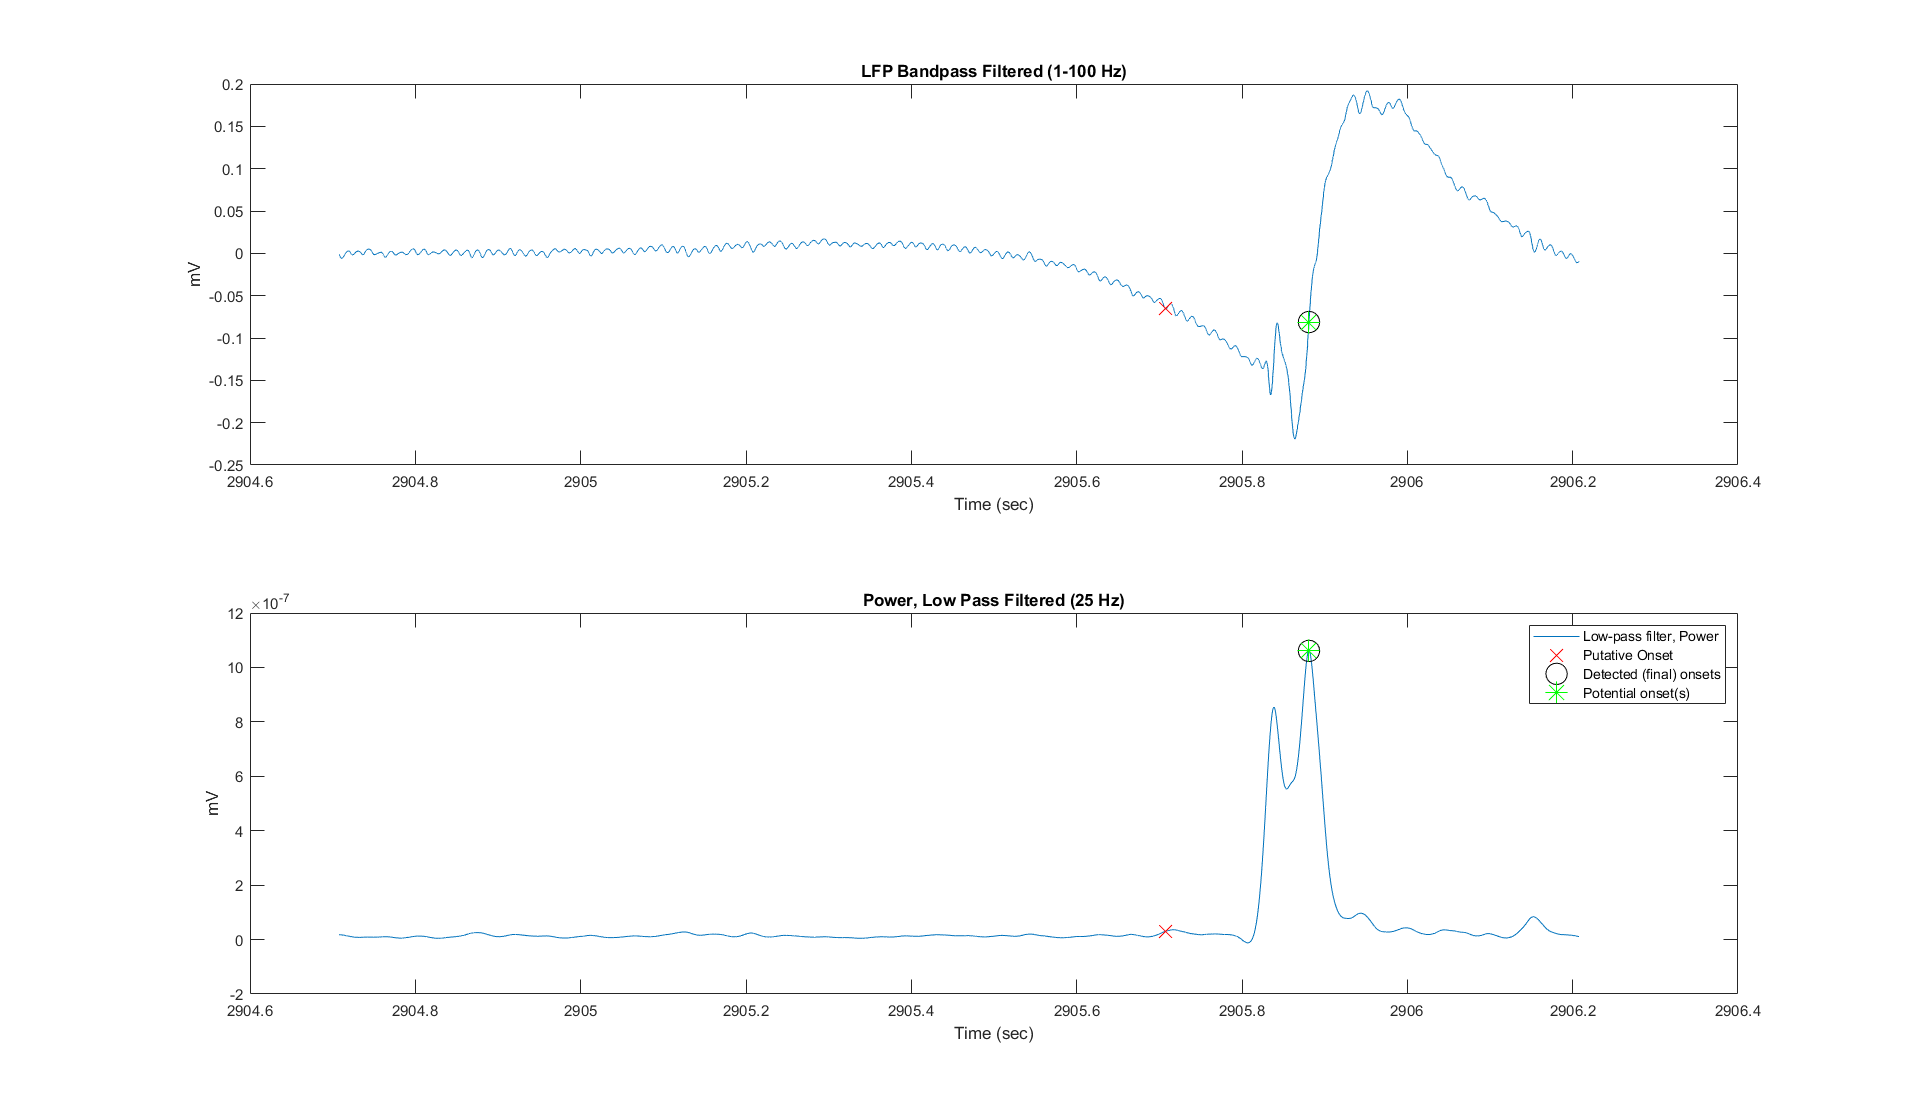 LFP Bandpass Filtered (1-100 Hz)
0.2
0.15
0.1
0.05
0
-0.05
-0.1
-0.15
-0.2
-0.25
mV
2904.6 2904.8 2905 2905.2 2905.4 2905.6 2905.8 2906 2906.2 2906.4
Time (sec)
×10-7
Power, Low Pass Filtered (25 Hz)
12
10
8
6
4
2
0
-2
mV
Low-pass filter, Power
Putative Onset
Detected (final) onsets
Potential onset(s)
2904.6 2904.8 2905 2905.2 2905.4 2905.6 2905.8 2906 2906.2 2906.4
Time (sec)